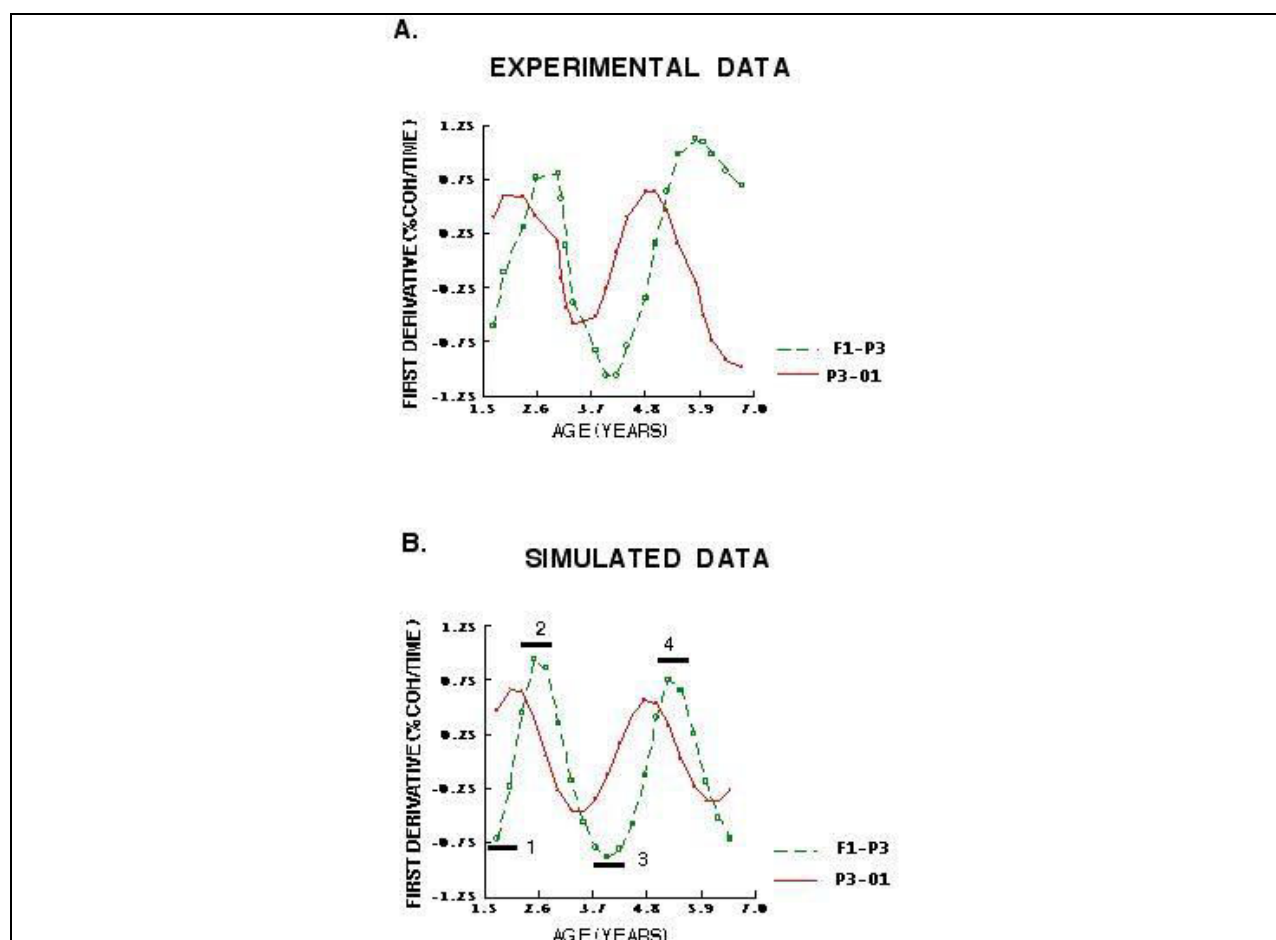 A.
EXPERIMENTAL DATA
FIRST DERIVATIVE (%COH/TIME)
1.25
0.75
0.25
-0.25
-0.75
-1.25
1.5 2.6 3.7 4.8 5.9 7.0
AGE (YEARS)
F1-P3
P3-O1
B.
SIMULATED DATA
FIRST DERIVATIVE (%COH/TIME)
1.25
0.75
0.25
-0.25
-0.75
-1.25
2
4
1
3
1.5 2.6 3.7 4.8 5.9 7.0
AGE (YEARS)
F1-P3
P3-O1